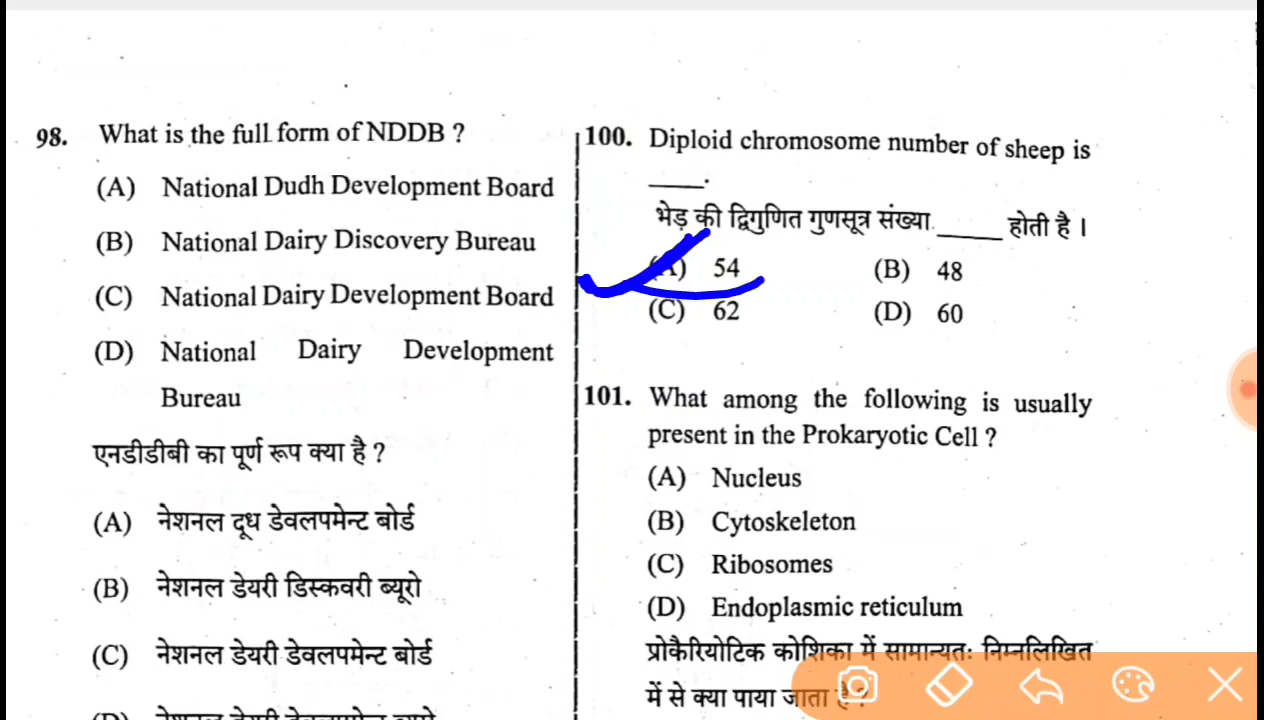 98. What is the full form of NDDB ?
(A) National Dudh Development Board
(B) National Dairy Discovery Bureau
(C) National Dairy Development Board
(D) National Dairy Development
Bureau
एनडीडीबी का पूर्ण रूप क्या है ?
(A) नेशनल दूध डेवलपमेन्ट बोर्ड
(B) नेशनल डेयरी डिस्कवरी ब्यूरो
(C) नेशनल डेयरी डेवलपमेन्ट बोर्ड
(D) नेशनल डेयरी डेवलपमेन्ट ब्यूरो
100. Diploid chromosome number of sheep is
____.
भेड़ की द्विगुणित गुणसूत्र संख्या ____ होती है ।
(A) 54 (B) 48
(C) 62 (D) 60
101. What among the following is usually
present in the Prokaryotic Cell ?
(A) Nucleus
(B) Cytoskeleton
(C) Ribosomes
(D) Endoplasmic reticulum
प्रोकैरियोटिक कोशिका में सामान्यतः निम्नलिखित
में से क्या पाया जाता है ?